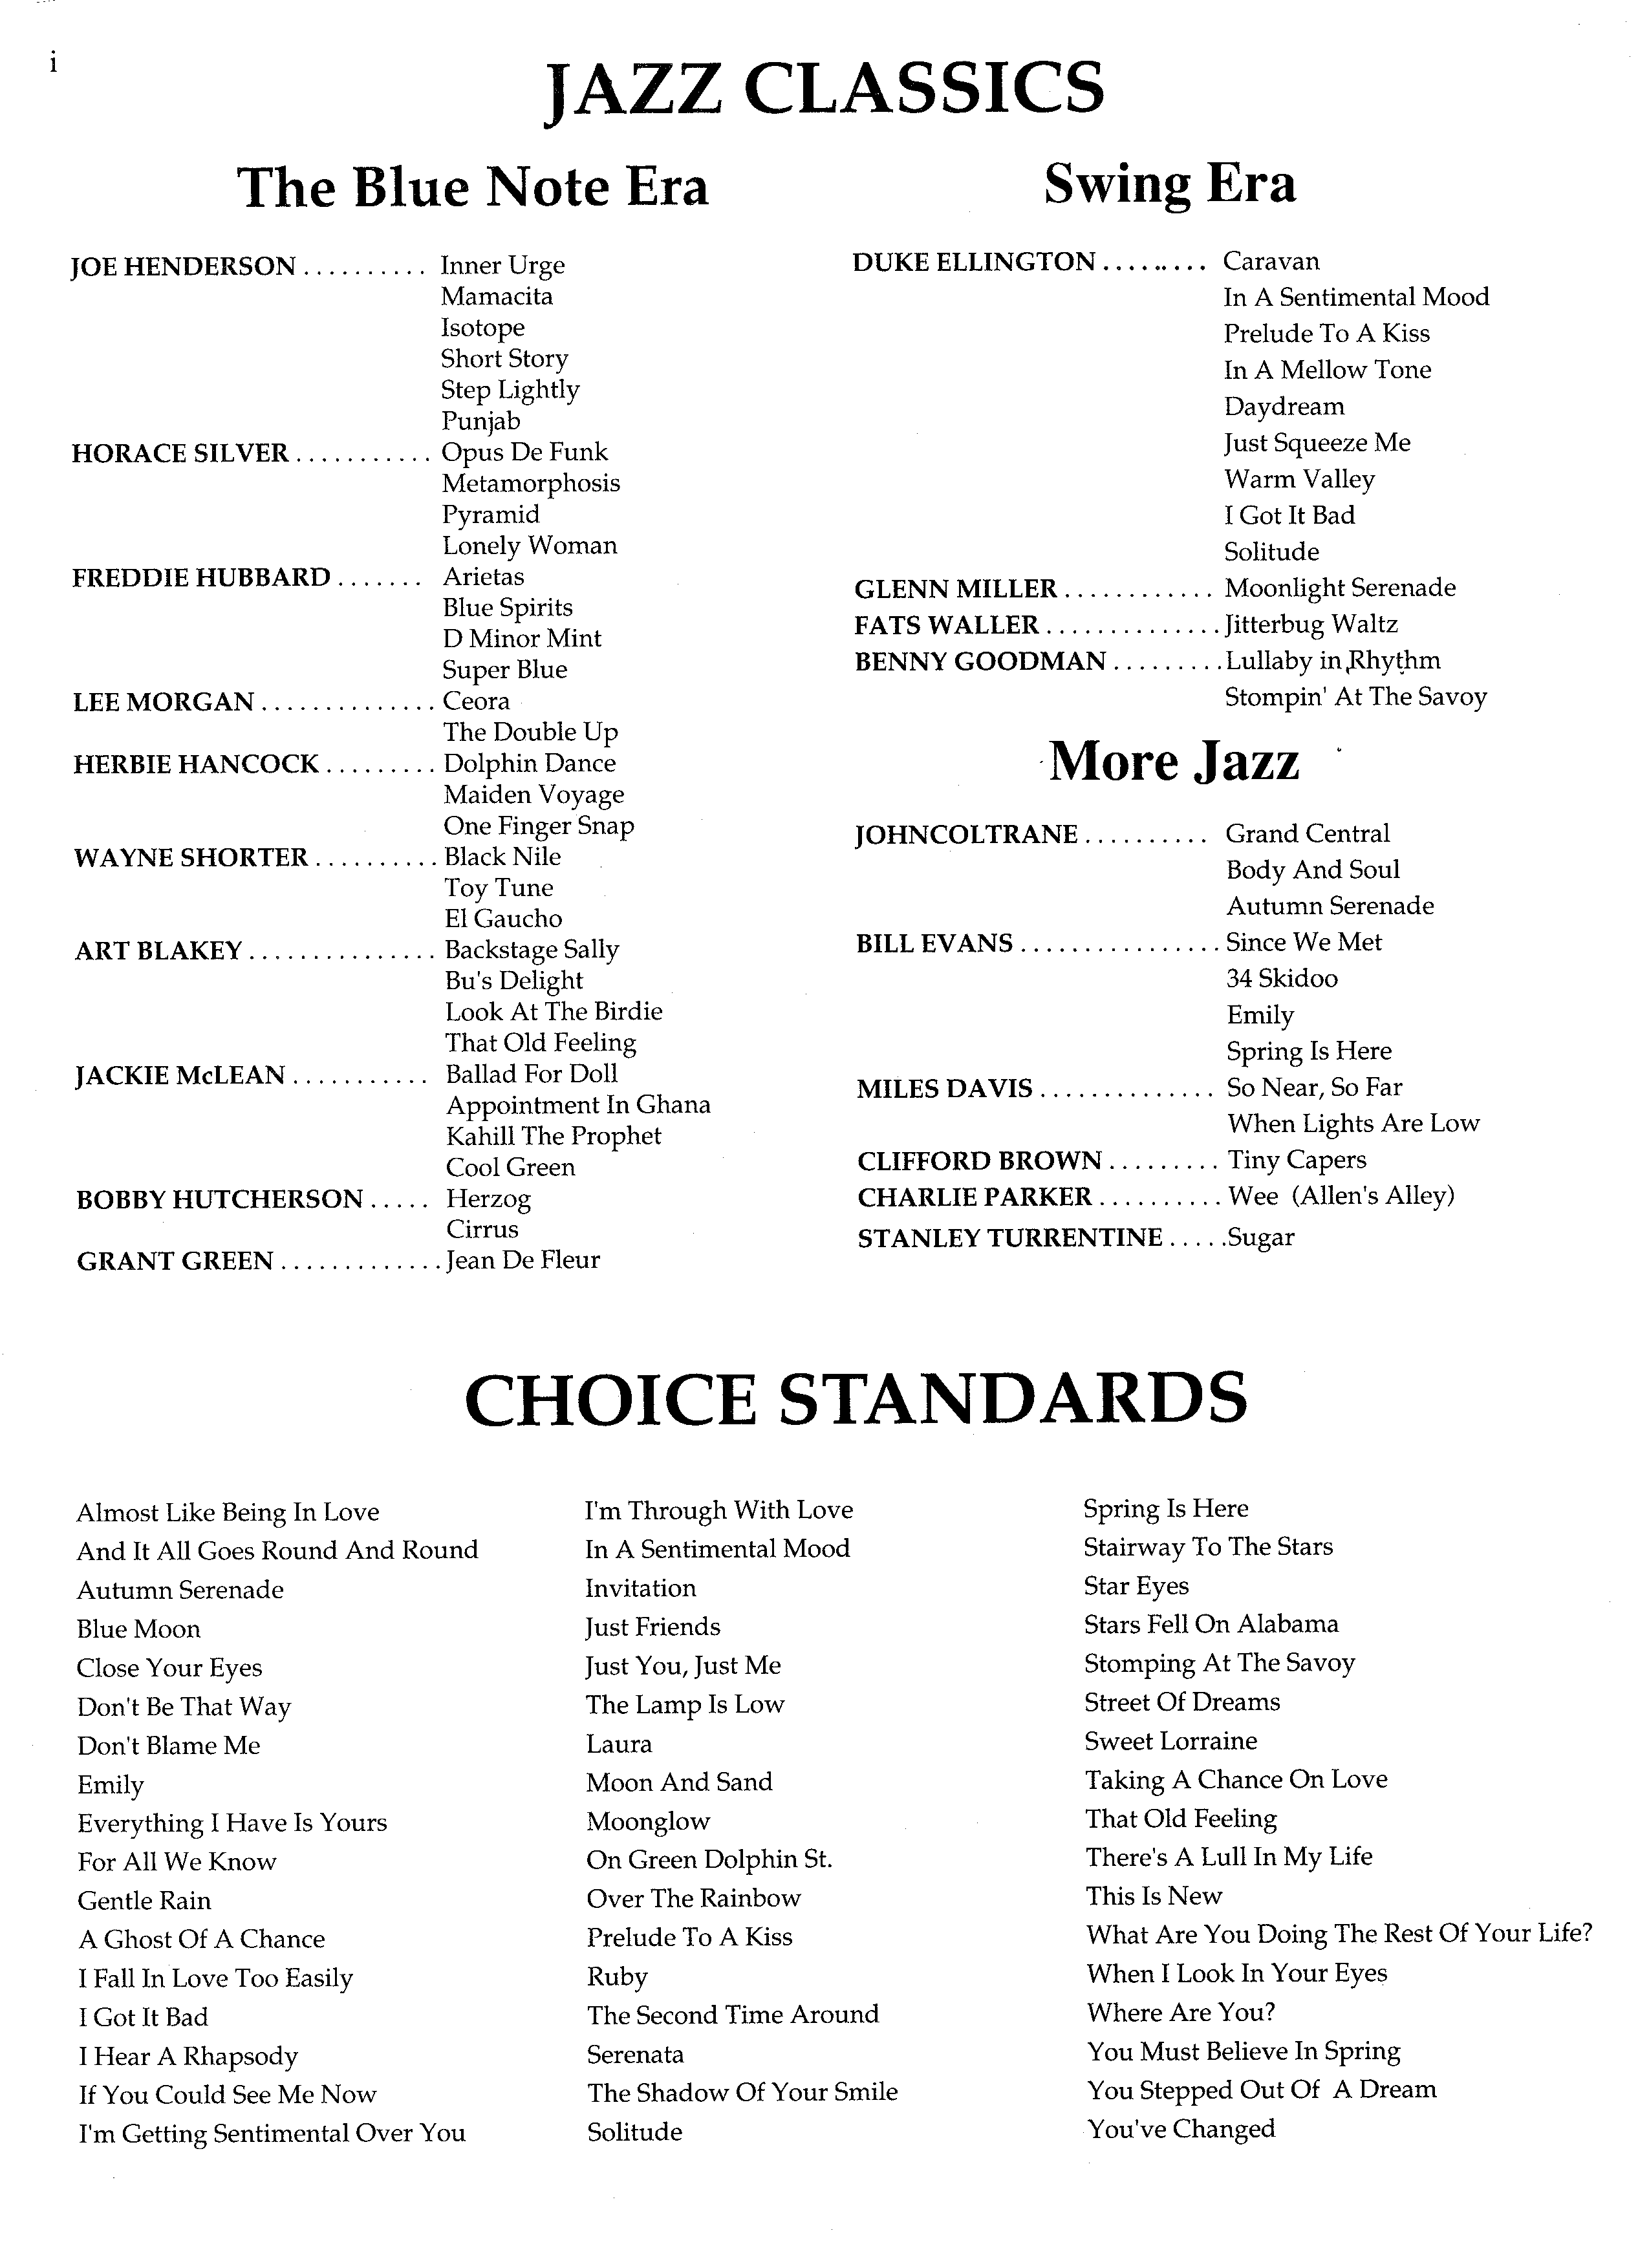 i
JAZZ CLASSICS
The Blue Note Era
JOE HENDERSON .......... Inner Urge
Mamacita
Isotope
Short Story
Step Lightly
Punjab
HORACE SILVER ........... Opus De Funk
Metamorphosis
Pyramid
Lonely Woman
FREDDIE HUBBARD ....... Arietas
Blue Spirits
D Minor Mint
Super Blue
LEE MORGAN .............. Ceora
The Double Up
HERBIE HANCOCK ......... Dolphin Dance
Maiden Voyage
One Finger Snap
WAYNE SHORTER .......... Black Nile
Toy Tune
El Gaucho
ART BLAKEY ............... Backstage Sally
Bu's Delight
Look At The Birdie
That Old Feeling
JACKIE McLEAN ........... Ballad For Doll
Appointment In Ghana
Kahill The Prophet
Cool Green
BOBBY HUTCHERSON ..... Herzog
Cirrus
GRANT GREEN ............. Jean De Fleur
Swing Era
DUKE ELLINGTON ......... Caravan
In A Sentimental Mood
Prelude To A Kiss
In A Mellow Tone
Daydream
Just Squeeze Me
Warm Valley
I Got It Bad
Solitude
GLENN MILLER ............ Moonlight Serenade
FATS WALLER .............. Jitterbug Waltz
BENNY GOODMAN ......... Lullaby in Rhythm
Stompin' At The Savoy
More Jazz
JOHNCOLTRANE .......... Grand Central
Body And Soul
Autumn Serenade
BILL EVANS ................ Since We Met
34 Skidoo
Emily
Spring Is Here
MILES DAVIS .............. So Near, So Far
When Lights Are Low
CLIFFORD BROWN ......... Tiny Capers
CHARLIE PARKER .......... Wee (Allen's Alley)
STANLEY TURRENTINE ..... Sugar
CHOICE STANDARDS
Almost Like Being In Love
And It All Goes Round And Round
Autumn Serenade
Blue Moon
Close Your Eyes
Don't Be That Way
Don't Blame Me
Emily
Everything I Have Is Yours
For All We Know
Gentle Rain
A Ghost Of A Chance
I Fall In Love Too Easily
I Got It Bad
I Hear A Rhapsody
If You Could See Me Now
I'm Getting Sentimental Over You
I'm Through With Love
In A Sentimental Mood
Invitation
Just Friends
Just You, Just Me
The Lamp Is Low
Laura
Moon And Sand
Moonglow
On Green Dolphin St.
Over The Rainbow
Prelude To A Kiss
Ruby
The Second Time Around
Serenata
The Shadow Of Your Smile
Solitude
Spring Is Here
Stairway To The Stars
Star Eyes
Stars Fell On Alabama
Stomping At The Savoy
Street Of Dreams
Sweet Lorraine
Taking A Chance On Love
That Old Feeling
There's A Lull In My Life
This Is New
What Are You Doing The Rest Of Your Life?
When I Look In Your Eyes
Where Are You?
You Must Believe In Spring
You Stepped Out Of A Dream
You've Changed